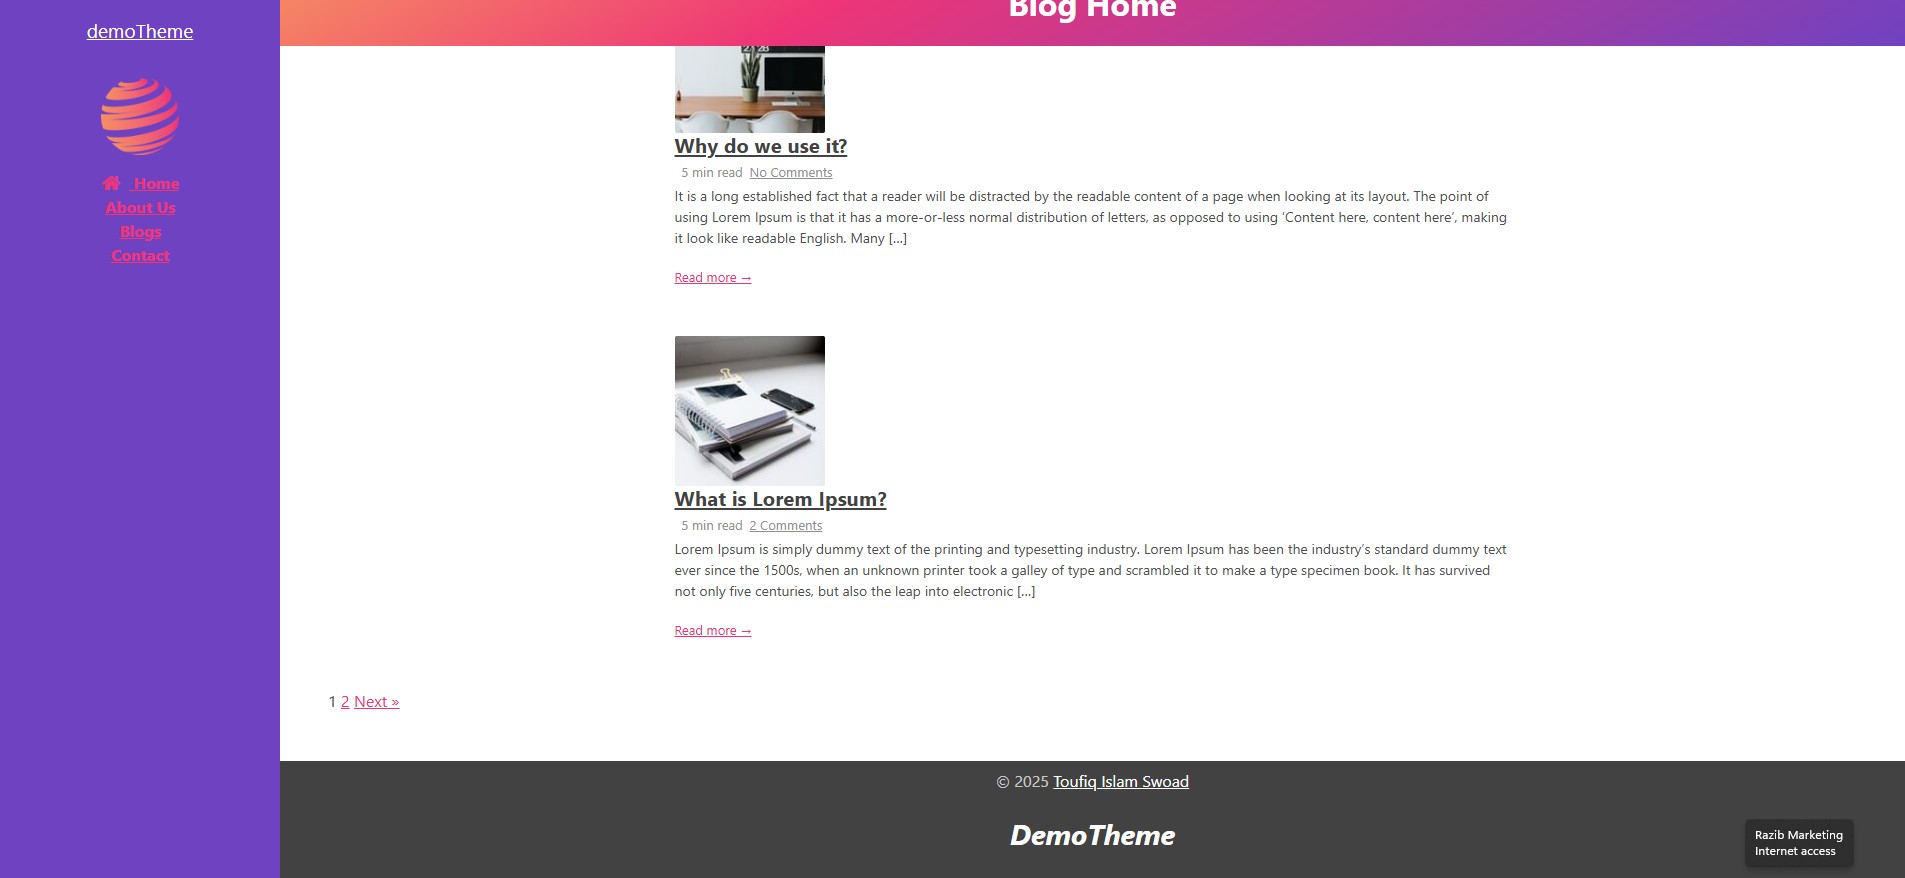 demoTheme
Home
About Us
Blogs
Contact
Blog Home
Why do we use it?
5 min read No Comments
It is a long established fact that a reader will be distracted by the readable content of a page when looking at its layout. The point of
using Lorem Ipsum is that it has a more-or-less normal distribution of letters, as opposed to using ‘Content here, content here’, making
it look like readable English. Many […]
Read more →
What is Lorem Ipsum?
5 min read 2 Comments
Lorem Ipsum is simply dummy text of the printing and typesetting industry. Lorem Ipsum has been the industry’s standard dummy text
ever since the 1500s, when an unknown printer took a galley of type and scrambled it to make a type specimen book. It has survived
not only five centuries, but also the leap into electronic […]
Read more →
1 2 Next »
© 2025 Toufiq Islam Swoad
DemoTheme
Razib Marketing
Internet access